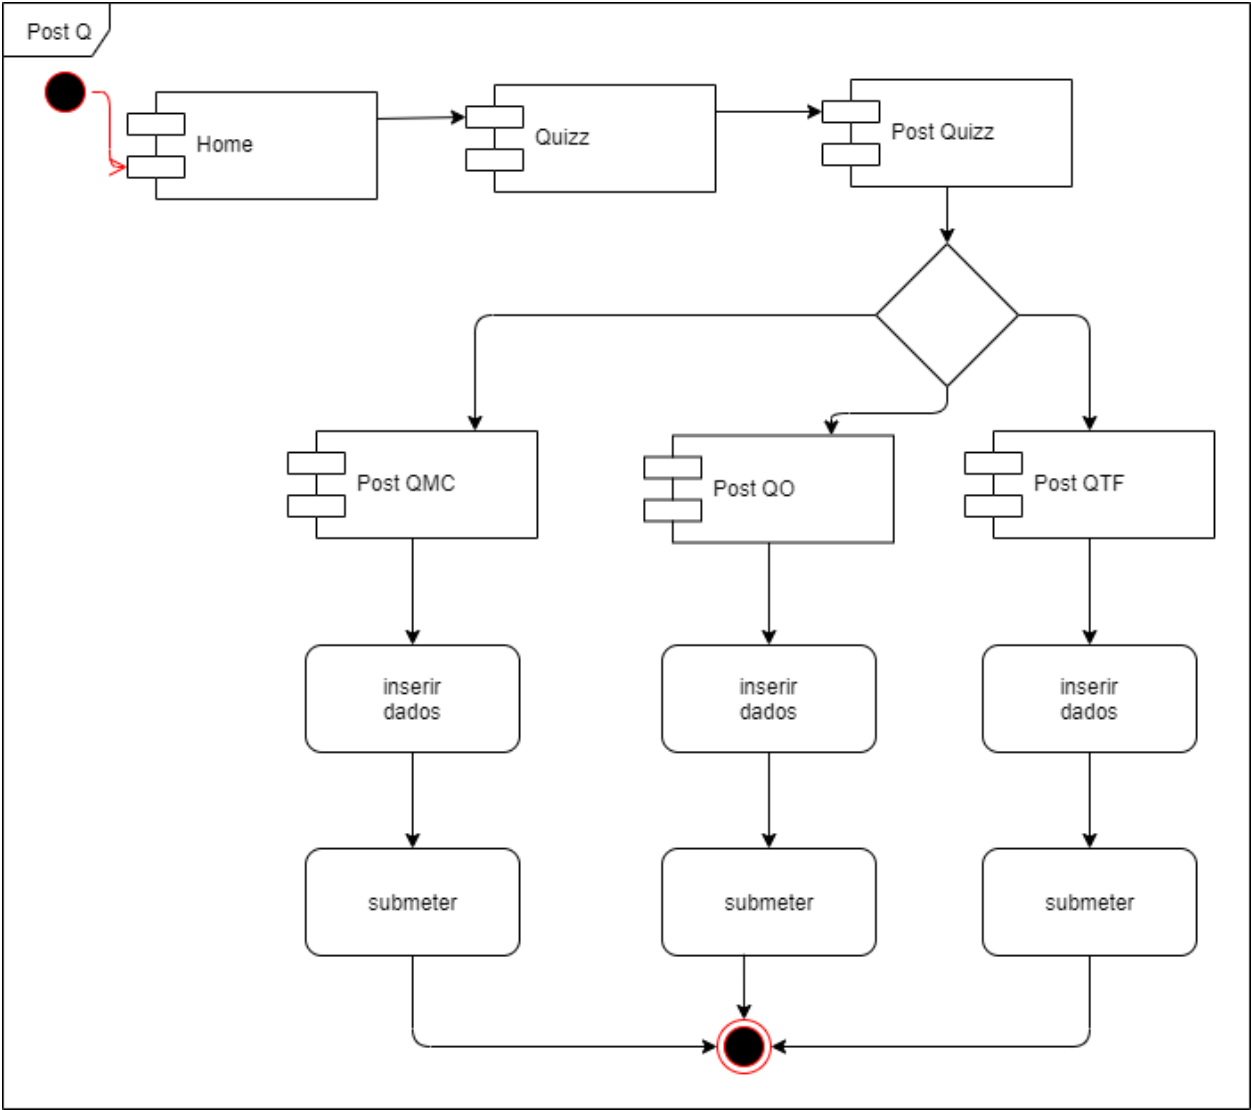 Post Q
Home
Quizz
Post Quizz
Post QMC
Post QO
Post QTF
inserir
dados
inserir
dados
inserir
dados
submeter
submeter
submeter